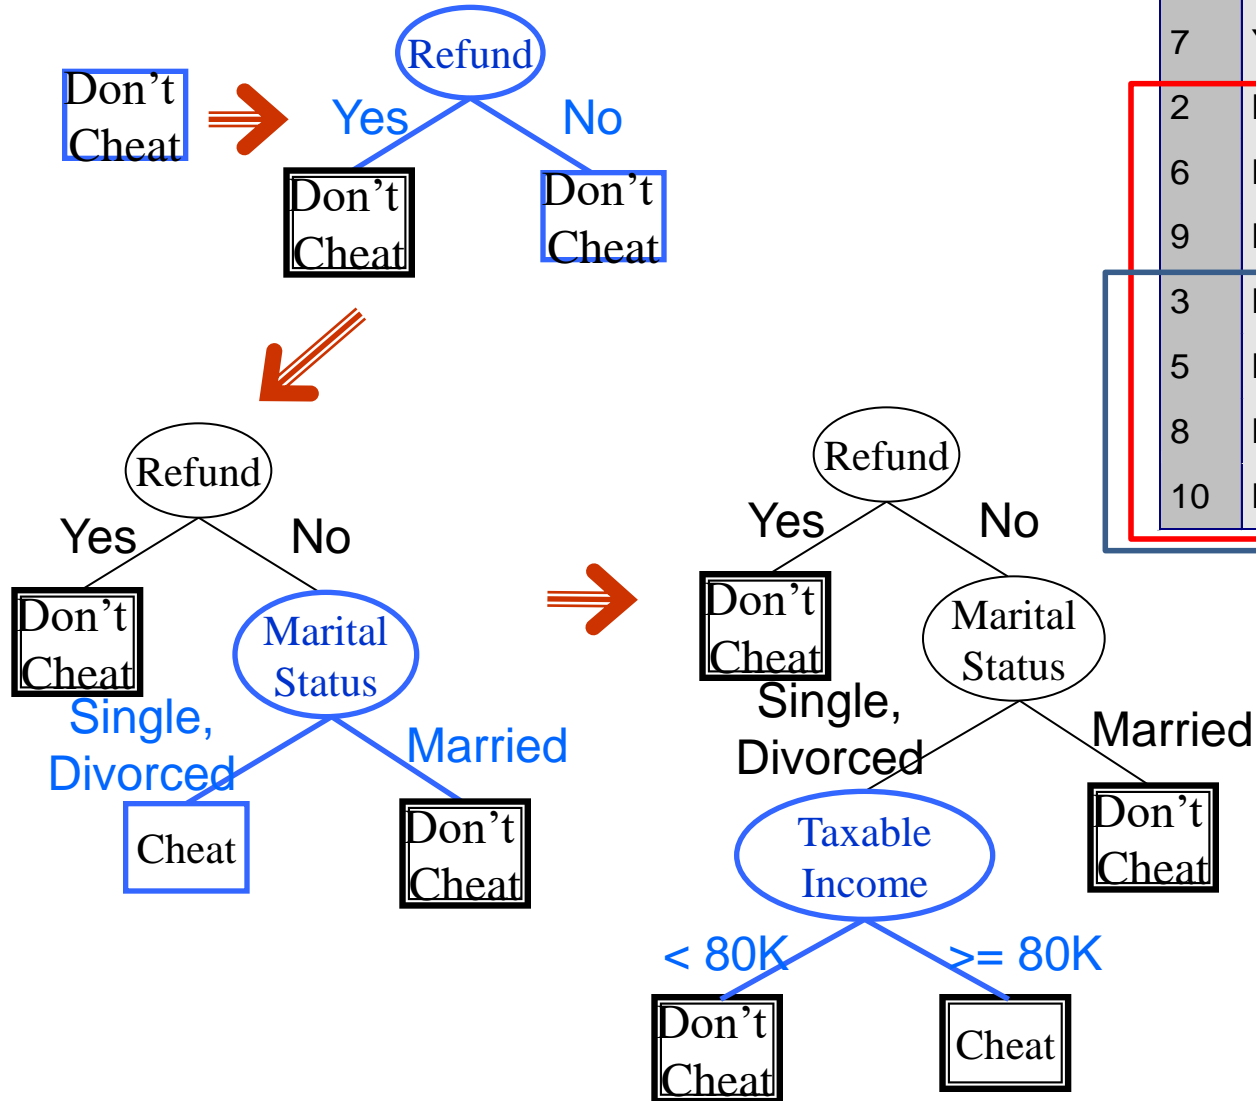 Don't
Cheat
Refund
Yes
No
Don't
Cheat
Don't
Cheat
7
2
6
9
3
5
8
10
Refund
Yes
No
Don't
Cheat
Marital
Status
Single,
Divorced
Married
Cheat
Don't
Cheat
Refund
Yes
No
Don't
Cheat
Marital
Status
Single,
Divorced
Married
Taxable
Income
Don't
Cheat
< 80K
>= 80K
Don't
Cheat
Cheat